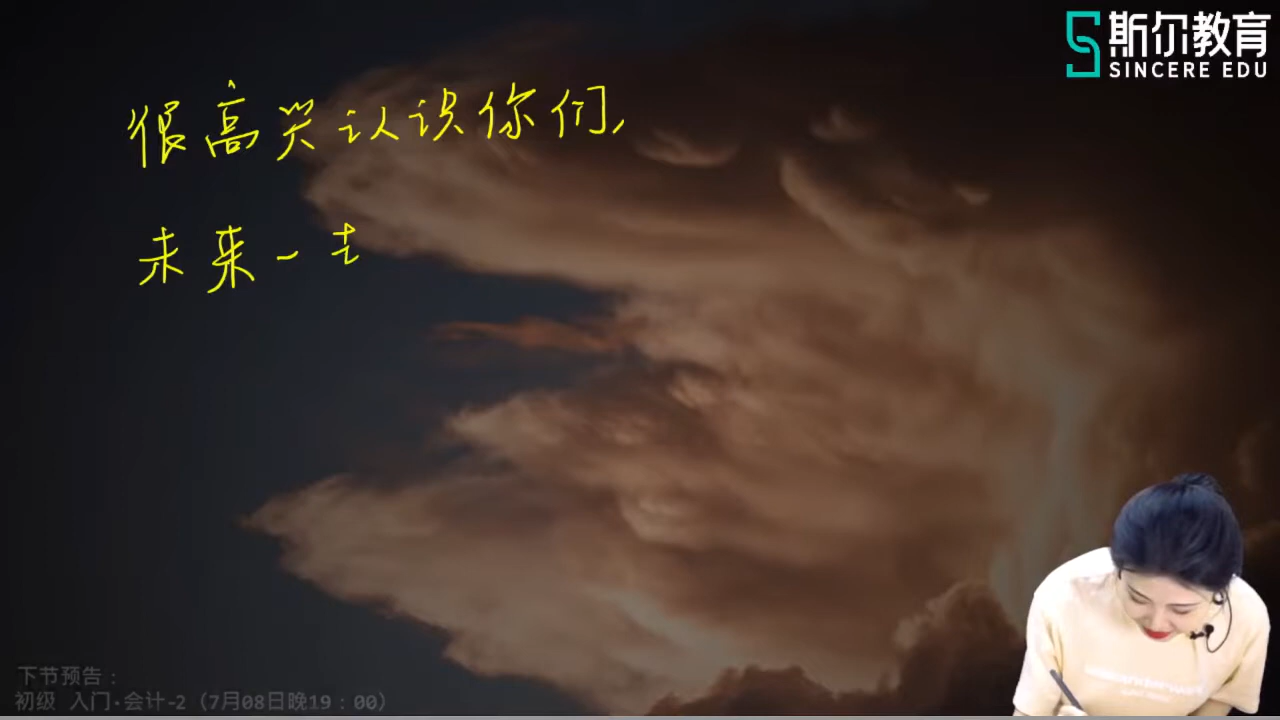 斯尔教育
SINCERE EDU
很高兴认识你们,
未来一
下节预告：
初级 入门·会计-2（7月08日晚19：00）